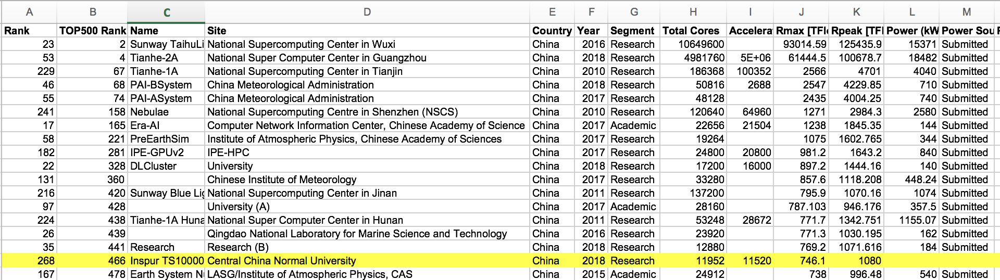 A B C D E F G H I J K L M
Rank TOP500 Rank Name Site Country Year Segment Total Cores Accelera Rmax [TFl Rpeak [TFl Power (kW Power Sou
23 2 Sunway TaihuLi National Supercomputing Center in Wuxi China 2016 Research 10649600 93014.59 125435.9 15371 Submitted
53 4 Tianhe-2A National Super Computer Center in Guangzhou China 2018 Research 4981760 5E+06 61444.5 100678.7 18482 Submitted
229 67 Tianhe-1A National Supercomputing Center in Tianjin China 2010 Research 186368 100352 2566 4701 4040 Submitted
46 68 PAI-BSystem China Meteorological Administration China 2018 Research 50816 2688 2547 4229.85 710 Submitted
55 74 PAI-ASystem China Meteorological Administration China 2017 Research 48128 2435 4004.25 740 Submitted
241 158 Nebulae National Supercomputing Centre in Shenzhen (NSCS) China 2010 Research 120640 64960 1271 2984.3 2580 Submitted
17 165 Era-AI Computer Network Information Center, Chinese Academy of Science China 2017 Academic 22656 21504 1238 1845.35 144 Submitted
58 221 PreEarthSim Institute of Atmospheric Physics, Chinese Academy of Sciences China 2017 Research 19264 1075 1602.765 344 Submitted
182 281 IPE-GPUv2 IPE-HPC China 2017 Research 24800 20800 981.2 1643.2 840 Submitted
22 328 DLCluster University China 2018 Research 17200 16000 897.2 1444.16 140 Submitted
131 360 Chinese Institute of Meteorology China 2017 Research 33280 857.6 1118.208 448.24 Submitted
216 420 Sunway Blue Lig National Supercomputing Center in Jinan China 2011 Research 137200 795.9 1070.16 1074 Submitted
97 428 University (A) China 2017 Academic 28160 787.103 946.176 357.5 Submitted
224 438 Tianhe-1A Huna National Super Computer Center in Hunan China 2011 Research 53248 28672 771.7 1342.751 1155.07 Submitted
26 439 Qingdao National Laboratory for Marine Science and Technology China 2016 Research 23920 771.3 1030.195 162 Submitted
35 441 Research Research (B) China 2018 Research 12880 769.2 1071.616 184 Submitted
268 466 Inspur TS10000 Central China Normal University China 2018 Research 11952 11520 746.1 1080
167 478 Earth System N LASG/Institute of Atmospheric Physics, CAS China 2015 Academic 24912 738 996.48 540 Submitted